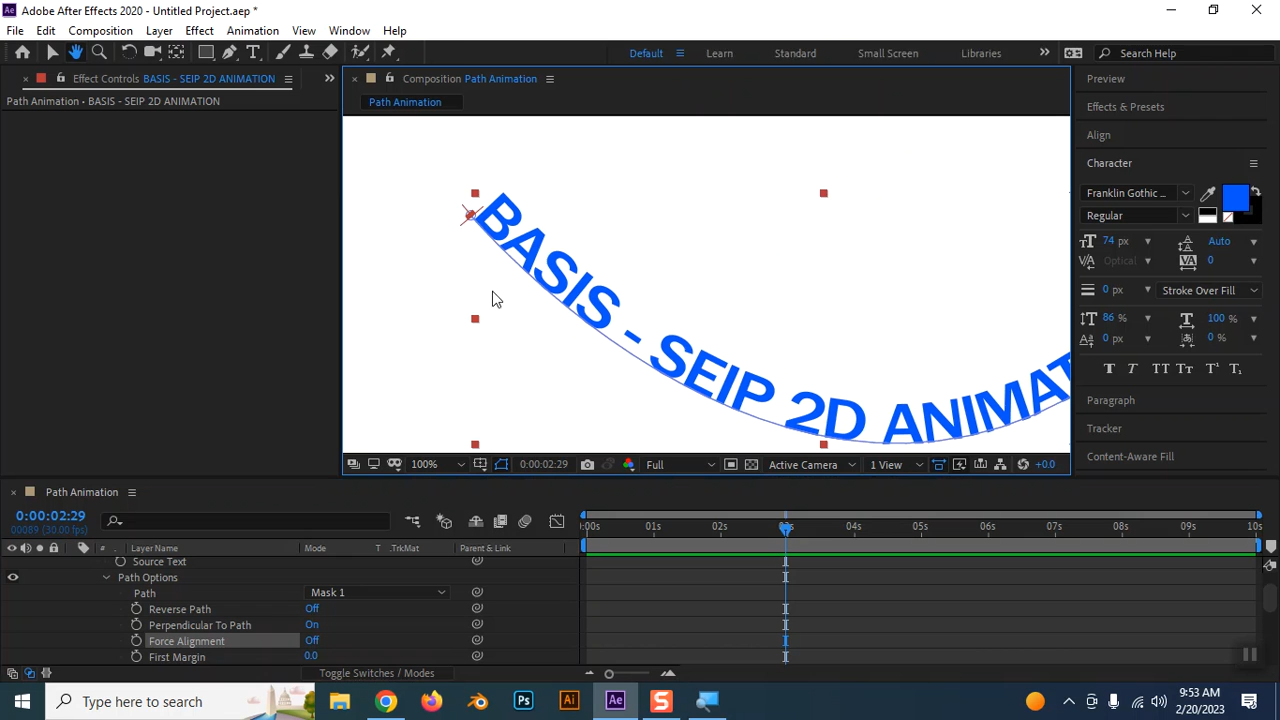 Adobe After Effects 2020 - Untitled Project.aep *
File Edit Composition Layer Effect Animation View Window Help
Default Learn Standard Small Screen Libraries Search Help
Effect Controls BASIS - SEIP 2D ANIMATION
Path Animation • BASIS - SEIP 2D ANIMATION
Composition Path Animation
Path Animation
BASIS - SEIP 2D ANIMAT
100% 0:00:02:29 Full Active Camera 1 View +0.0
Preview
Effects & Presets
Align
Character
Franklin Gothic ...
Regular
74 px Auto
Optical 0
0 px Stroke Over Fill
86 % 100 %
0 px 0 %
Paragraph
Tracker
Content-Aware Fill
Path Animation
0:00:02:29
00089 (30.00 fps)
:00s 01s 02s 03s 04s 05s 06s 07s 08s 09s 10s
# Layer Name Mode T .TrkMat Parent & Link
Source Text
Path Options
Path Mask 1
Reverse Path Off
Perpendicular To Path On
Force Alignment Off
First Margin 0.0
Toggle Switches / Modes
Type here to search
9:53 AM
2/20/2023